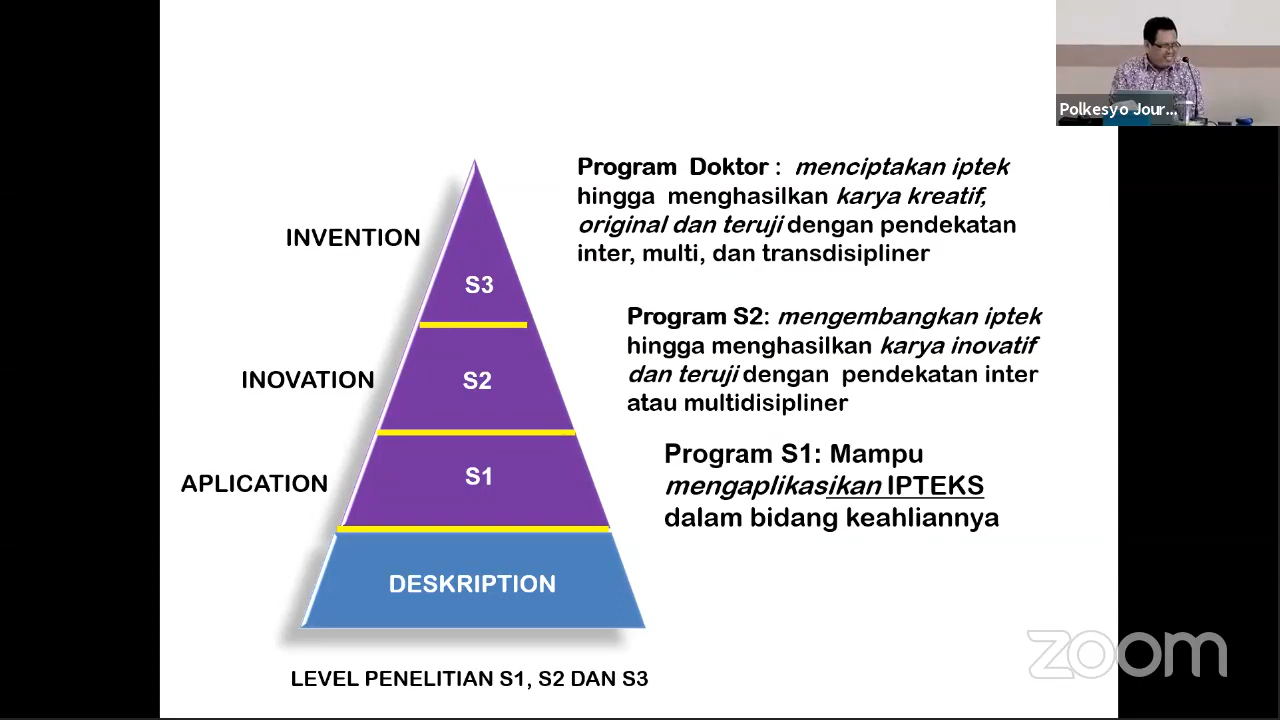 Polkesyo Jour...
Program Doktor : menciptakan iptek
hingga menghasilkan karya kreatif,
original dan teruji dengan pendekatan
inter, multi, dan transdisipliner
INVENTION
S3
Program S2: mengembangkan iptek
hingga menghasilkan karya inovatif
dan teruji dengan pendekatan inter
atau multidisipliner
INOVATION
S2
Program S1: Mampu
mengaplikasikan IPTEKS
dalam bidang keahliannya
APLICATION
S1
DESKRIPTION
LEVEL PENELITIAN S1, S2 DAN S3
zoom